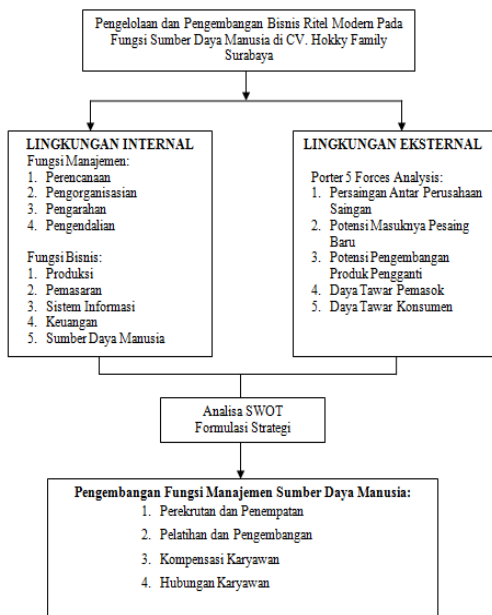 Pengelolaan dan Pengembangan Bisnis Ritel Modern Pada
Fungsi Sumber Daya Manusia di CV. Hokky Family
Surabaya
LINGKUNGAN INTERNAL
Fungsi Manajemen:
1. Perencanaan
2. Pengorganisasian
3. Pengarahan
4. Pengendalian
Fungsi Bisnis:
1. Produksi
2. Pemasaran
3. Sistem Informasi
4. Keuangan
5. Sumber Daya Manusia
LINGKUNGAN EKSTERNAL
Porter 5 Forces Analysis:
1. Persaingan Antar Perusahaan
Saingan
2. Potensi Masuknya Pesaing
Baru
3. Potensi Pengembangan
Produk Pengganti
4. Daya Tawar Pemasok
5. Daya Tawar Konsumen
Analisa SWOT
Formulasi Strategi
Pengembangan Fungsi Manajemen Sumber Daya Manusia:
1. Perekrutan dan Penempatan
2. Pelatihan dan Pengembangan
3. Kompensasi Karyawan
4. Hubungan Karyawan